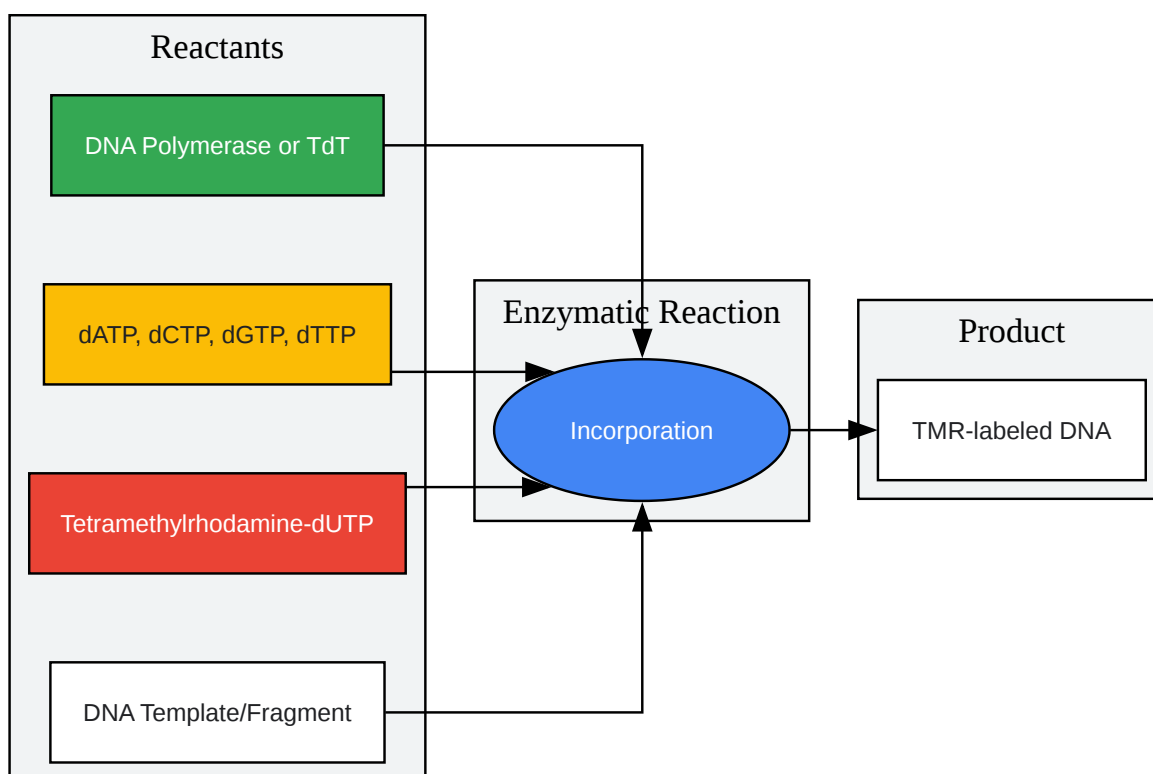 Reactants
DNA Polymerase or TdT
dATP, dCTP, dGTP, dTTP
Tetramethylrhodamine-dUTP
DNA Template/Fragment
Enzymatic Reaction
Incorporation
Product
TMR-labeled DNA